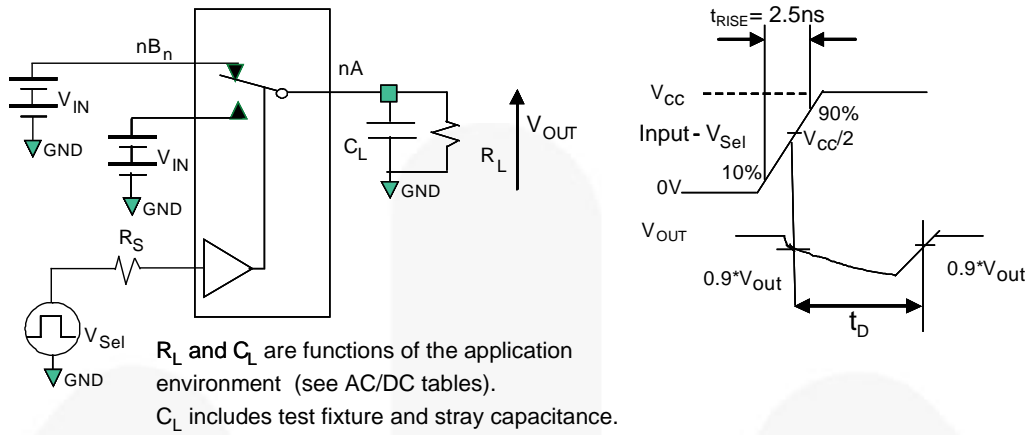 nB_n
nA
V_IN
GND
V_IN
GND
C_L
R_L
GND
V_OUT
R_S
V_Sel
GND
R_L and C_L are functions of the application
environment (see AC/DC tables).
C_L includes test fixture and stray capacitance.
t_RISE = 2.5ns
V_CC
90%
Input - V_Sel
V_CC/2
10%
0V
V_OUT
0.9*V_out
0.9*V_out
t_D